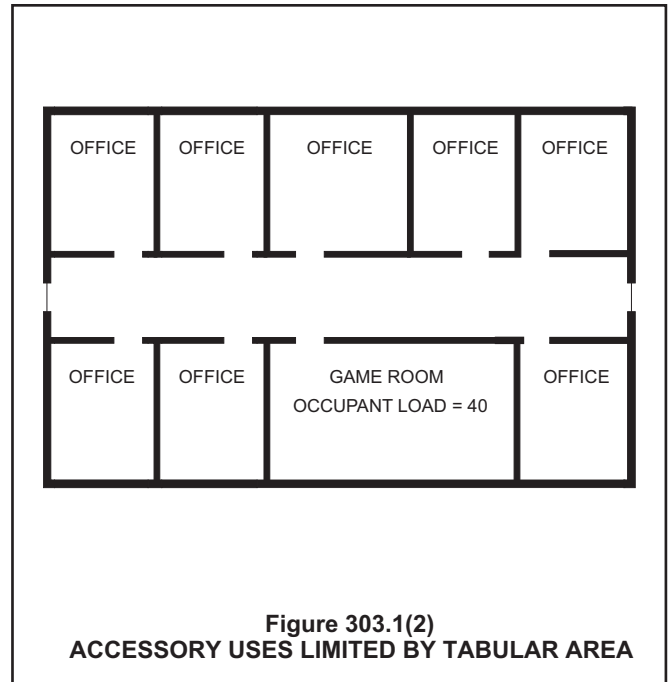 OFFICE OFFICE OFFICE OFFICE OFFICE
OFFICE OFFICE GAME ROOM OFFICE
OCCUPANT LOAD = 40
Figure 303.1(2)
ACCESSORY USES LIMITED BY TABULAR AREA